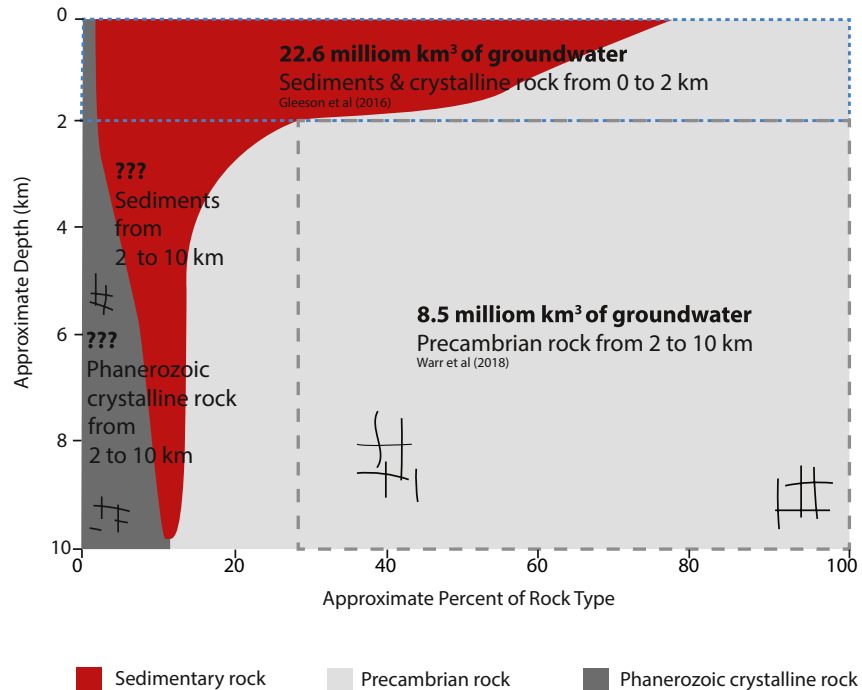 0
22.6 milliom km³ of groundwater
Sediments & crystalline rock from 0 to 2 km
Gleeson et al (2016)
2
???
Sediments
from
2 to 10 km
4
8.5 milliom km³ of groundwater
Precambrian rock from 2 to 10 km
Warr et al (2018)
6
???
Phanerozoic
crystalline rock
from
2 to 10 km
8
10
Approximate Depth (km)
0 20 40 60 80 100
Approximate Percent of Rock Type
Sedimentary rock Precambrian rock Phanerozoic crystalline rock